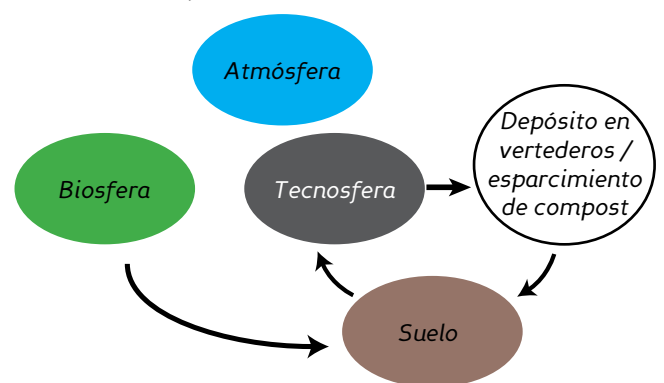 Atmósfera
Depósito en
vertederos /
esparcimiento
de compost
Biosfera
Tecnosfera
Suelo